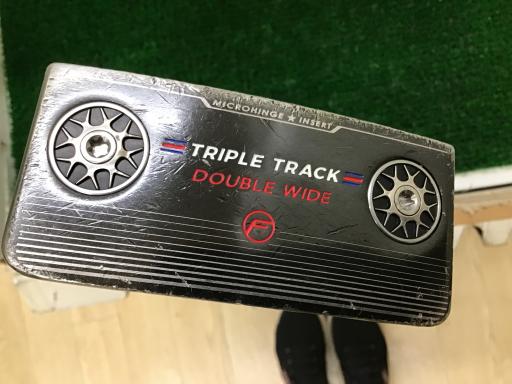 MICROHINGE ★ INSERT
TRIPLE TRACK
DOUBLE WIDE
F